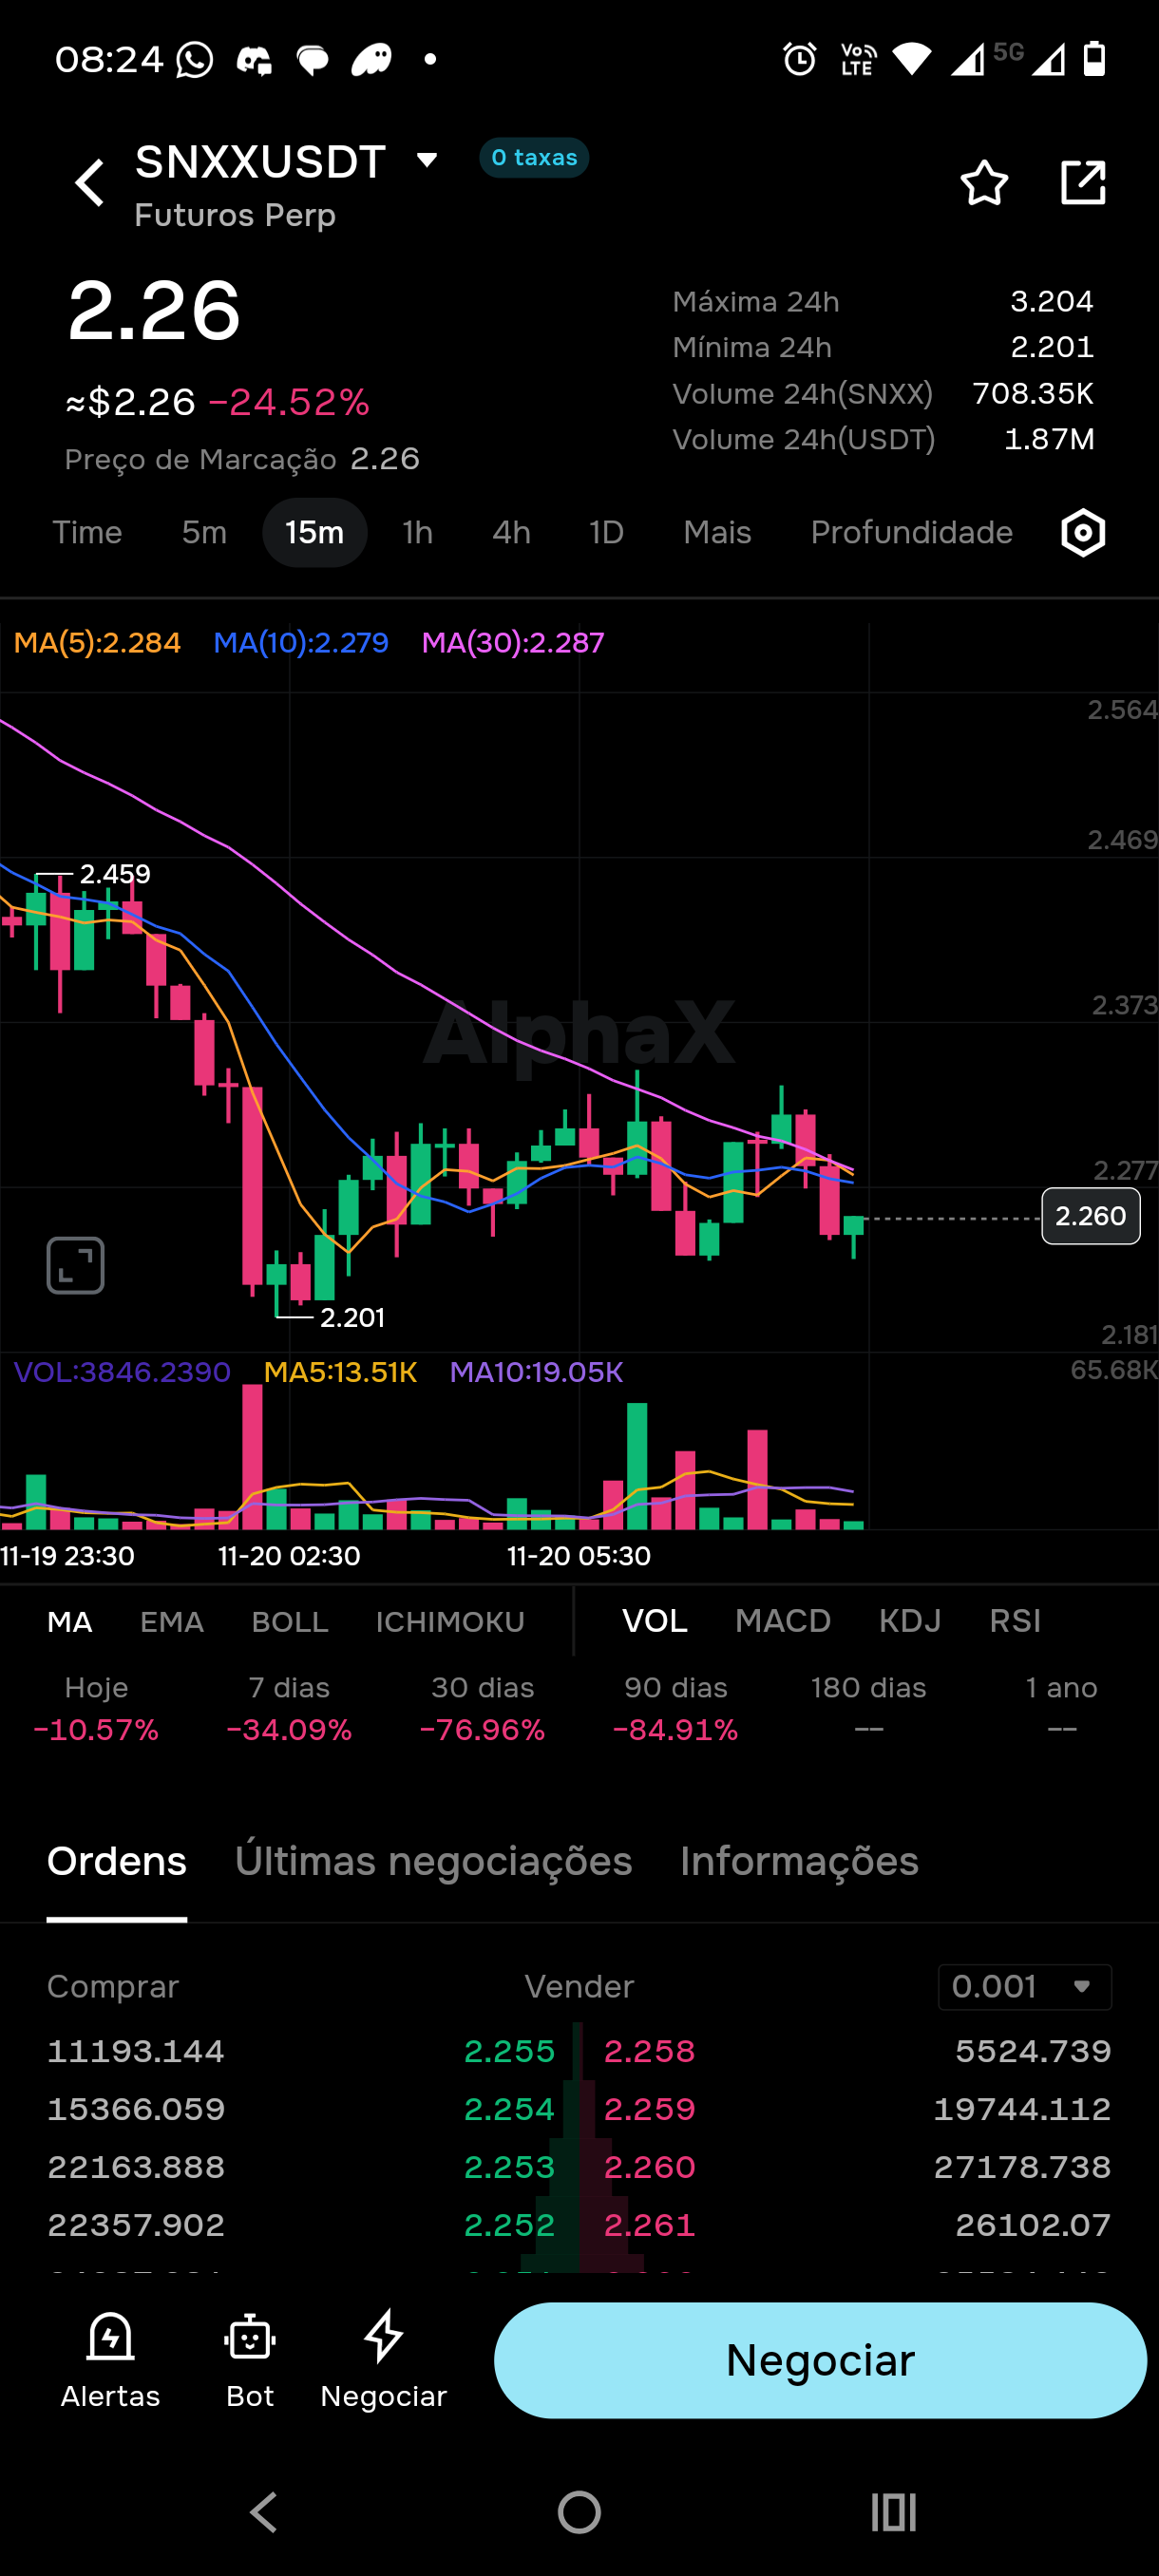 08:24
VoLTE 5G
SNXXUSDT 0 taxas
Futuros Perp
2.26
≈$2.26 -24.52%
Preço de Marcação 2.26
Máxima 24h 3.204
Mínima 24h 2.201
Volume 24h(SNXX) 708.35K
Volume 24h(USDT) 1.87M
Time 5m 15m 1h 4h 1D Mais Profundidade
MA(5):2.284 MA(10):2.279 MA(30):2.287
2.564
2.469
2.459
AlphaX
2.373
2.277
2.260
2.201
2.181
VOL:3846.2390 MA5:13.51K MA10:19.05K 65.68K
11-19 23:30 11-20 02:30 11-20 05:30
MA EMA BOLL ICHIMOKU VOL MACD KDJ RSI
Hoje 7 dias 30 dias 90 dias 180 dias 1 ano
-10.57% -34.09% -76.96% -84.91% -- --
Ordens Últimas negociações Informações
Comprar Vender 0.001
11193.144 2.255 2.258 5524.739
15366.059 2.254 2.259 19744.112
22163.888 2.253 2.260 27178.738
22357.902 2.252 2.261 26102.07
Alertas Bot Negociar Negociar